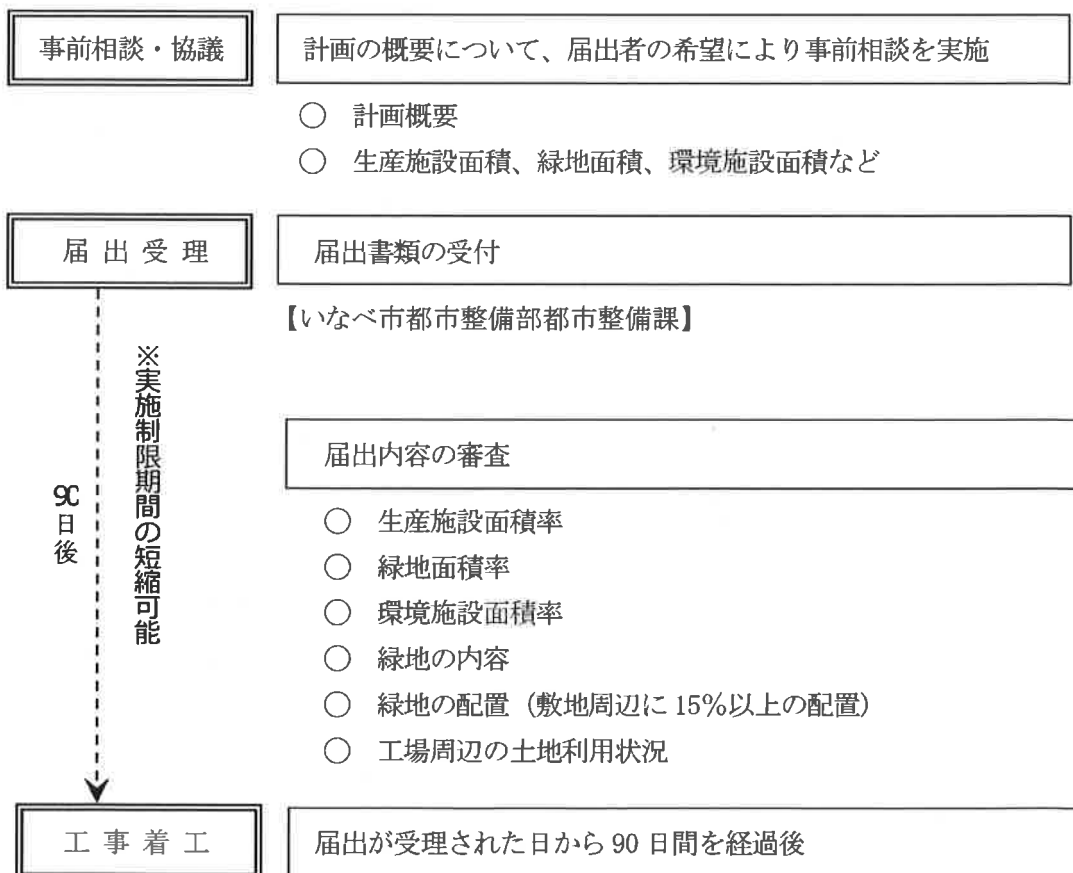 事前相談・協議
計画の概要について、届出者の希望により事前相談を実施
○ 計画概要
○ 生産施設面積、緑地面積、環境施設面積など
届出受理
届出書類の受付
【いなべ市都市整備部都市整備課】
※実施制限期間の短縮可能
90日後
届出内容の審査
○ 生産施設面積率
○ 緑地面積率
○ 環境施設面積率
○ 緑地の内容
○ 緑地の配置（敷地周辺に15％以上の配置）
○ 工場周辺の土地利用状況
工事着工
届出が受理された日から90日間を経過後